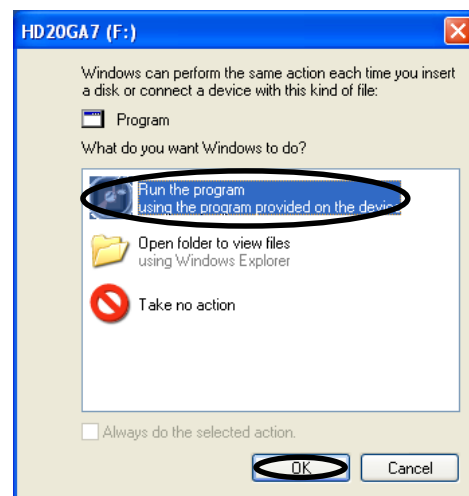 HD20GA7 (F:)
Windows can perform the same action each time you insert
a disk or connect a device with this kind of file:
Program
What do you want Windows to do?
Run the program
using the program provided on the device
Open folder to view files
using Windows Explorer
Take no action
Always do the selected action.
OK
Cancel